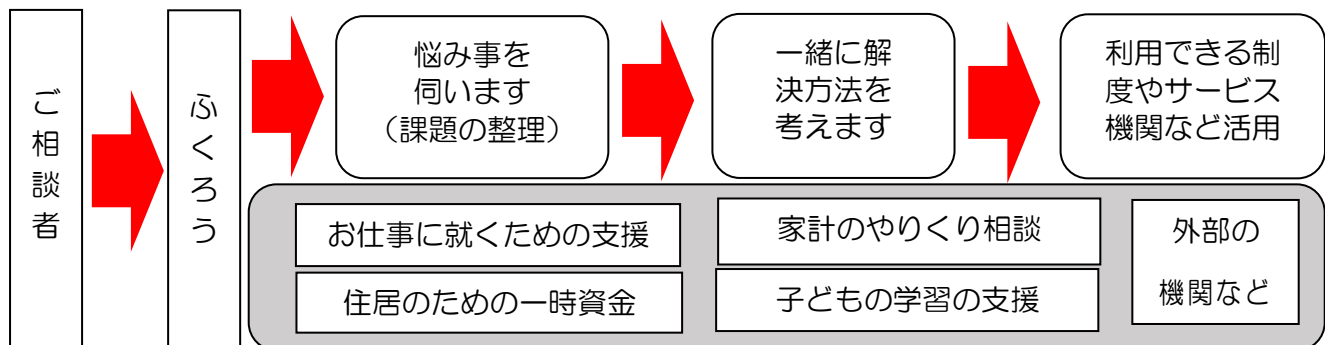 ご相談者
ふくろう
悩み事を
伺います
（課題の整理）
一緒に解
決方法を
考えます
利用できる制
度やサービス
機関など活用
お仕事に就くための支援
家計のやりくり相談
外部の
機関など
住居のための一時資金
子どもの学習の支援